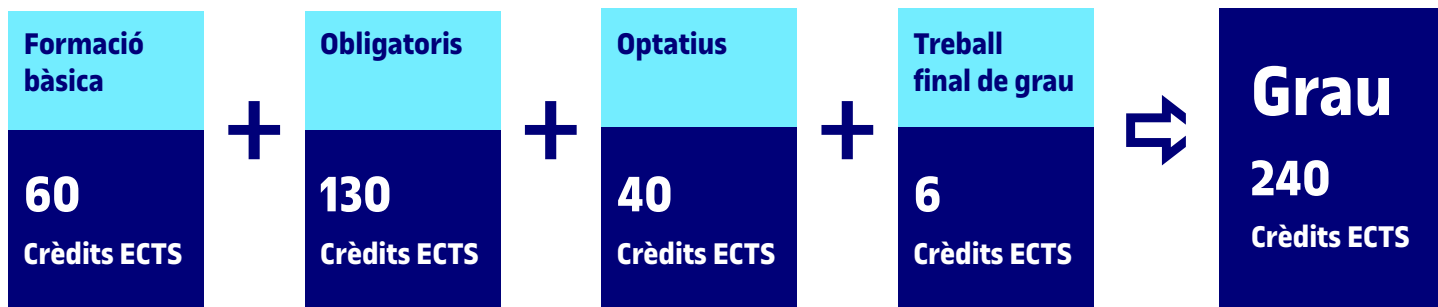 Formació
bàsica
60
Crèdits ECTS
+
Obligatoris
130
Crèdits ECTS
+
Optatius
40
Crèdits ECTS
+
Treball
final de grau
6
Crèdits ECTS
Grau
240
Crèdits ECTS